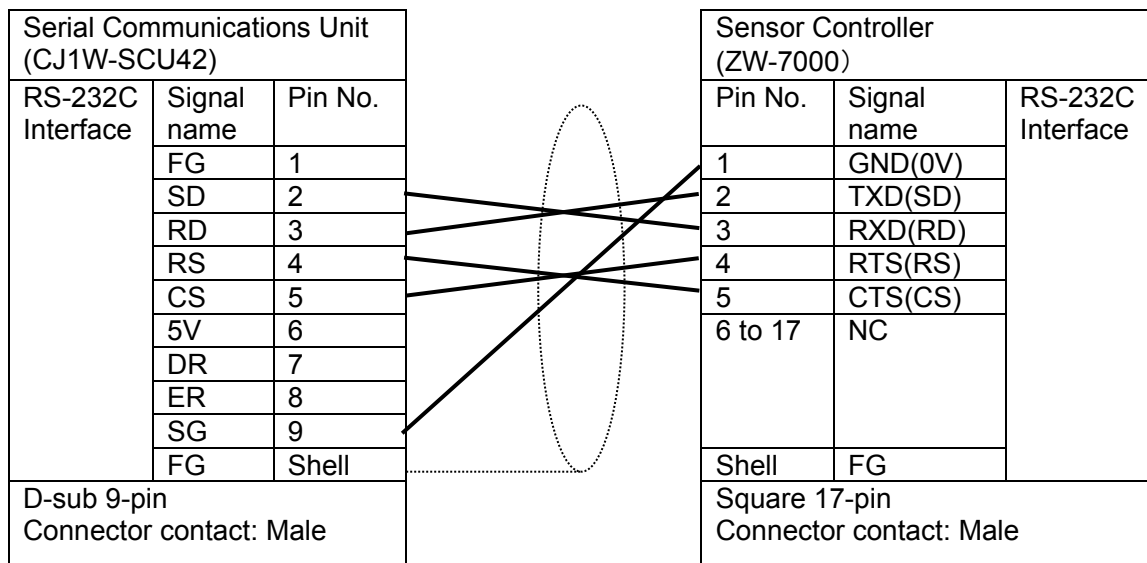 Serial Communications Unit
(CJ1W-SCU42)
RS-232C Interface Signal name Pin No.
FG 1
SD 2
RD 3
RS 4
CS 5
5V 6
DR 7
ER 8
SG 9
FG Shell
D-sub 9-pin
Connector contact: Male
Sensor Controller
(ZW-7000）
Pin No. Signal name RS-232C Interface
1 GND(0V)
2 TXD(SD)
3 RXD(RD)
4 RTS(RS)
5 CTS(CS)
6 to 17 NC
Shell FG
Square 17-pin
Connector contact: Male